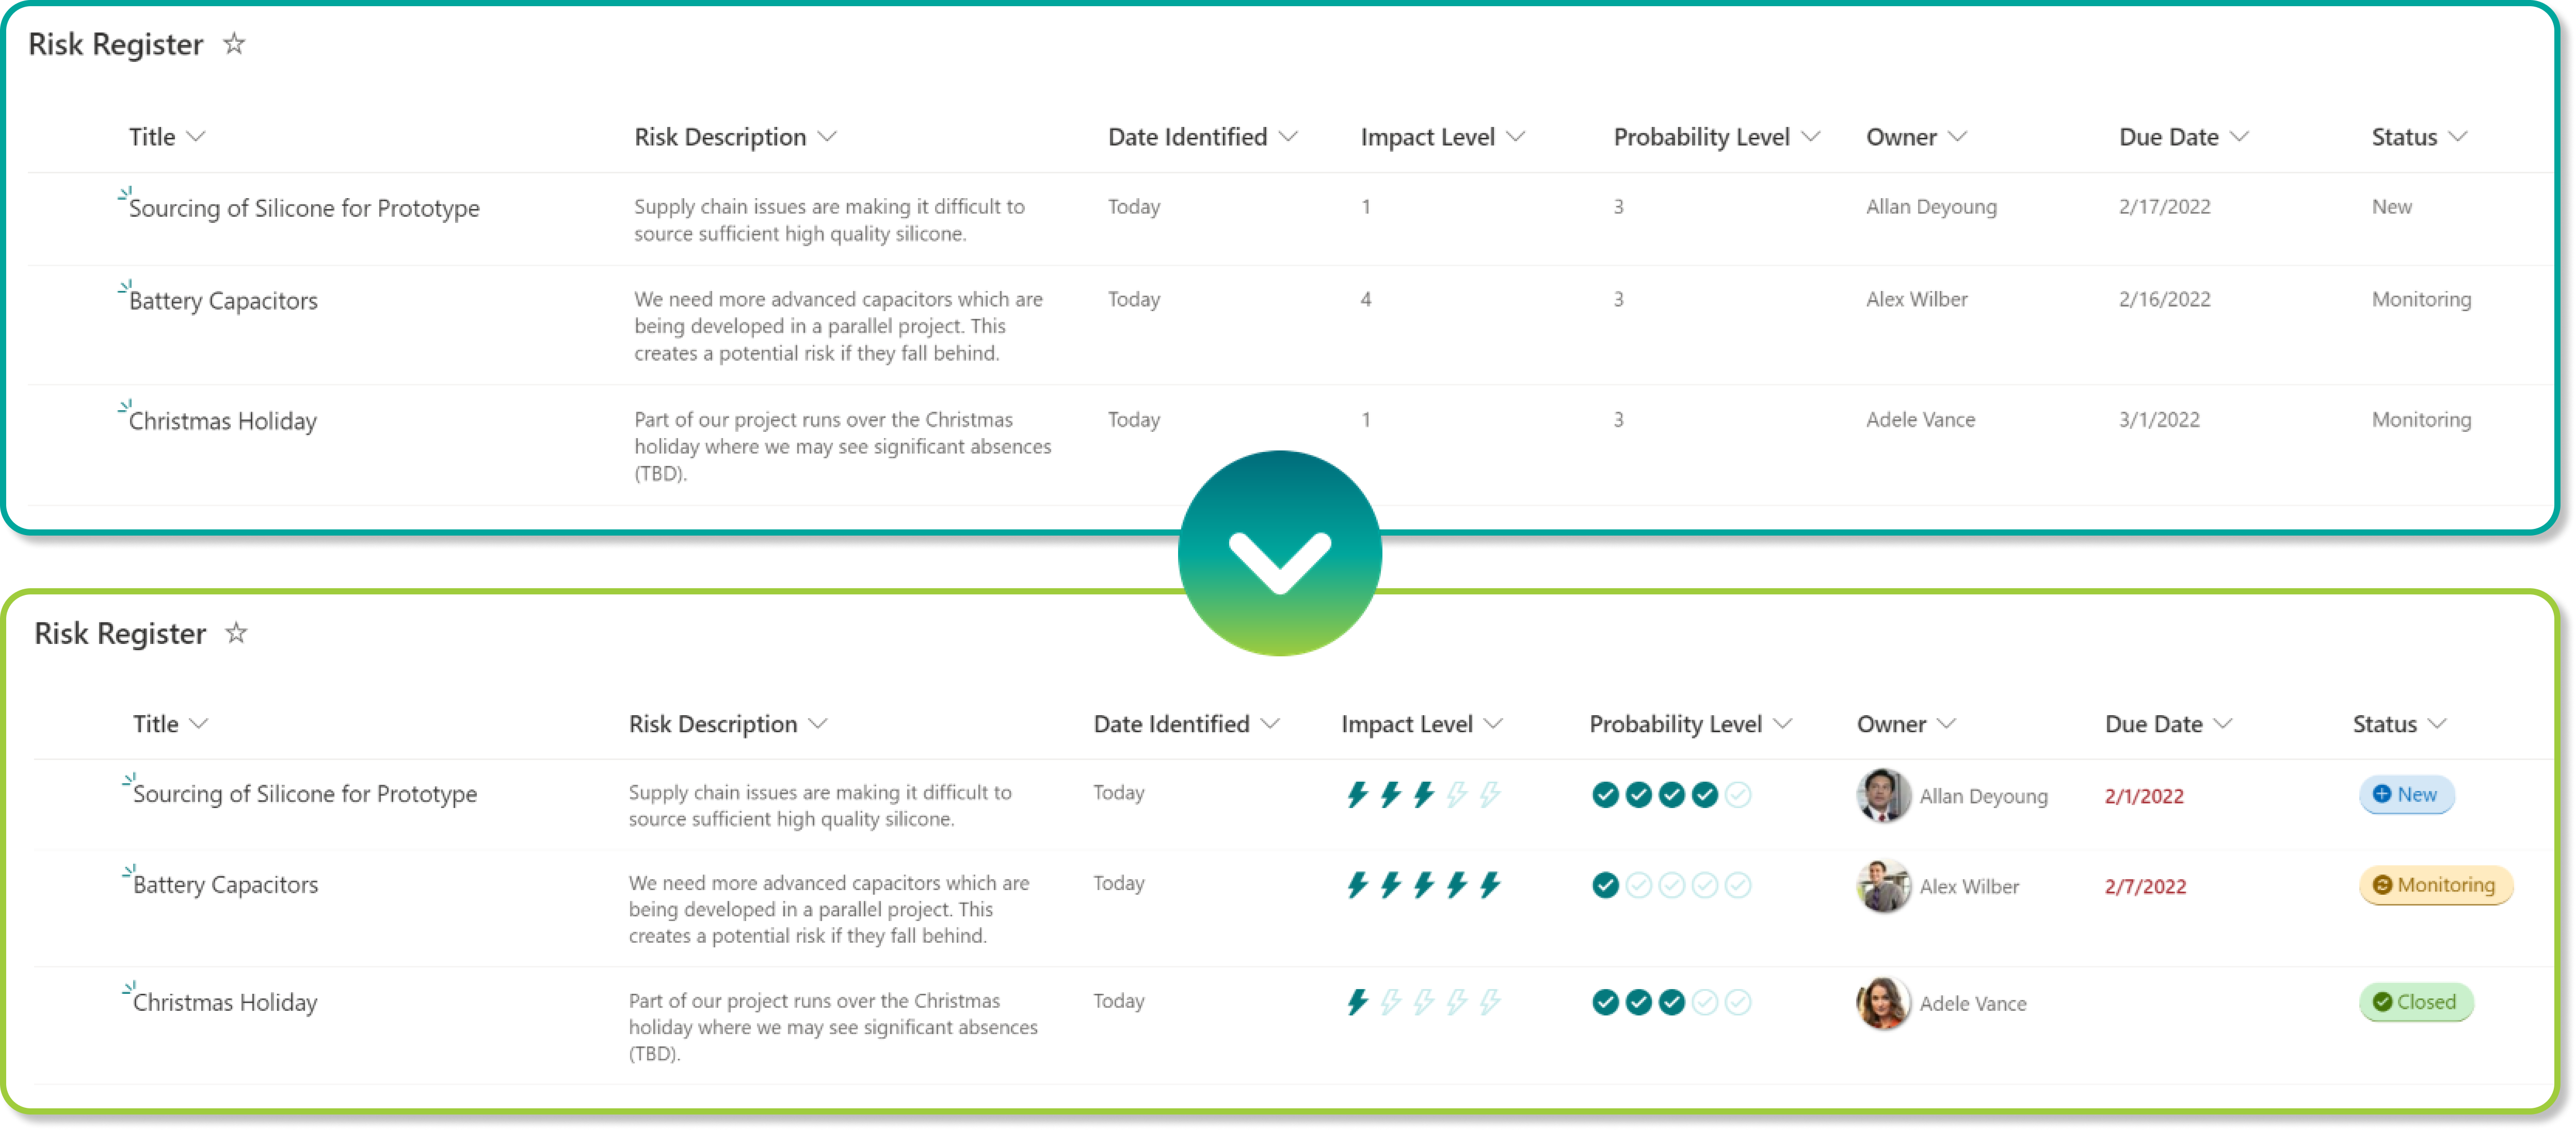 Risk Register
Title Risk Description Date Identified Impact Level Probability Level Owner Due Date Status
Sourcing of Silicone for Prototype Supply chain issues are making it difficult to Today 1 3 Allan Deyoung 2/17/2022 New
source sufficient high quality silicone.
Battery Capacitors We need more advanced capacitors which are Today 4 3 Alex Wilber 2/16/2022 Monitoring
being developed in a parallel project. This
creates a potential risk if they fall behind.
Christmas Holiday Part of our project runs over the Christmas Today 1 3 Adele Vance 3/1/2022 Monitoring
holiday where we may see significant absences
(TBD).
Risk Register
Title Risk Description Date Identified Impact Level Probability Level Owner Due Date Status
Sourcing of Silicone for Prototype Supply chain issues are making it difficult to Today Allan Deyoung 2/1/2022 New
source sufficient high quality silicone.
Battery Capacitors We need more advanced capacitors which are Today Alex Wilber 2/7/2022 Monitoring
being developed in a parallel project. This
creates a potential risk if they fall behind.
Christmas Holiday Part of our project runs over the Christmas Today Adele Vance Closed
holiday where we may see significant absences
(TBD).